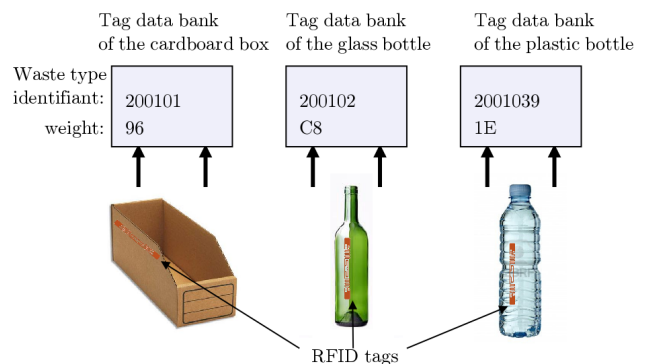 Tag data bank
of the cardboard box
Tag data bank
of the glass bottle
Tag data bank
of the plastic bottle
Waste type
identifiant:
200101
200102
2001039
weight:
96
C8
1E
RFID tags